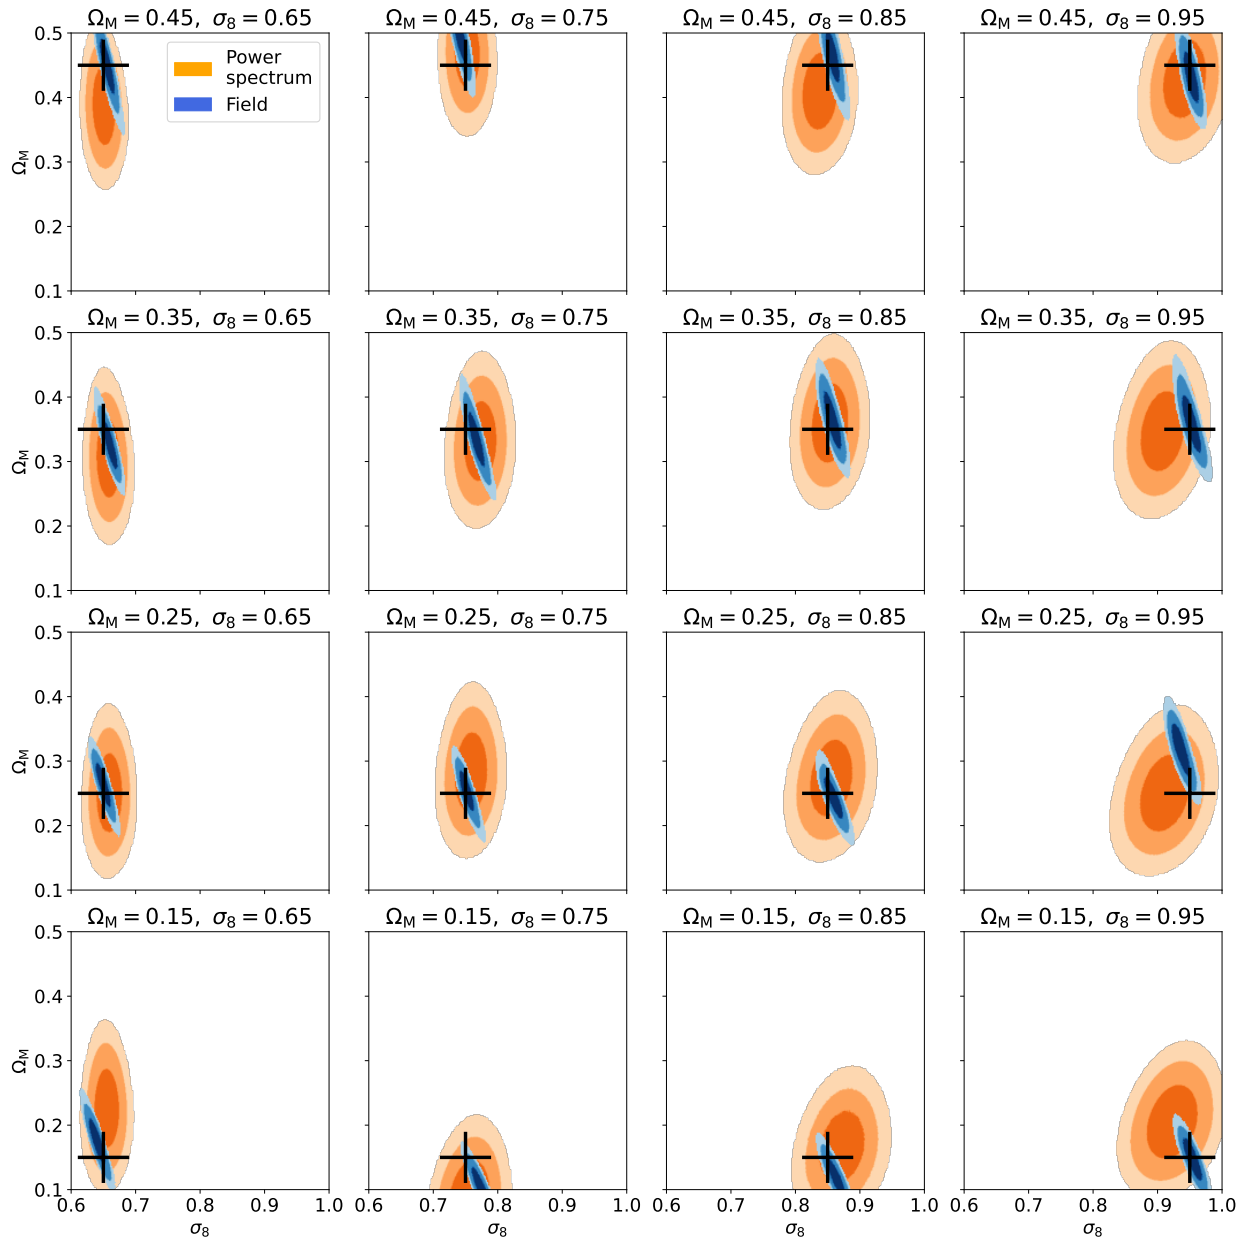 Ω_M = 0.45, σ_8 = 0.65
Ω_M = 0.45, σ_8 = 0.75
Ω_M = 0.45, σ_8 = 0.85
Ω_M = 0.45, σ_8 = 0.95
Power
spectrum
Field
0.5
0.4
0.3
0.2
0.1
Ω_M
Ω_M = 0.35, σ_8 = 0.65
Ω_M = 0.35, σ_8 = 0.75
Ω_M = 0.35, σ_8 = 0.85
Ω_M = 0.35, σ_8 = 0.95
0.5
0.4
0.3
0.2
0.1
Ω_M
Ω_M = 0.25, σ_8 = 0.65
Ω_M = 0.25, σ_8 = 0.75
Ω_M = 0.25, σ_8 = 0.85
Ω_M = 0.25, σ_8 = 0.95
0.5
0.4
0.3
0.2
0.1
Ω_M
Ω_M = 0.15, σ_8 = 0.65
Ω_M = 0.15, σ_8 = 0.75
Ω_M = 0.15, σ_8 = 0.85
Ω_M = 0.15, σ_8 = 0.95
0.5
0.4
0.3
0.2
0.1
Ω_M
0.6 0.7 0.8 0.9 1.0
0.6 0.7 0.8 0.9 1.0
0.6 0.7 0.8 0.9 1.0
0.6 0.7 0.8 0.9 1.0
σ_8
σ_8
σ_8
σ_8